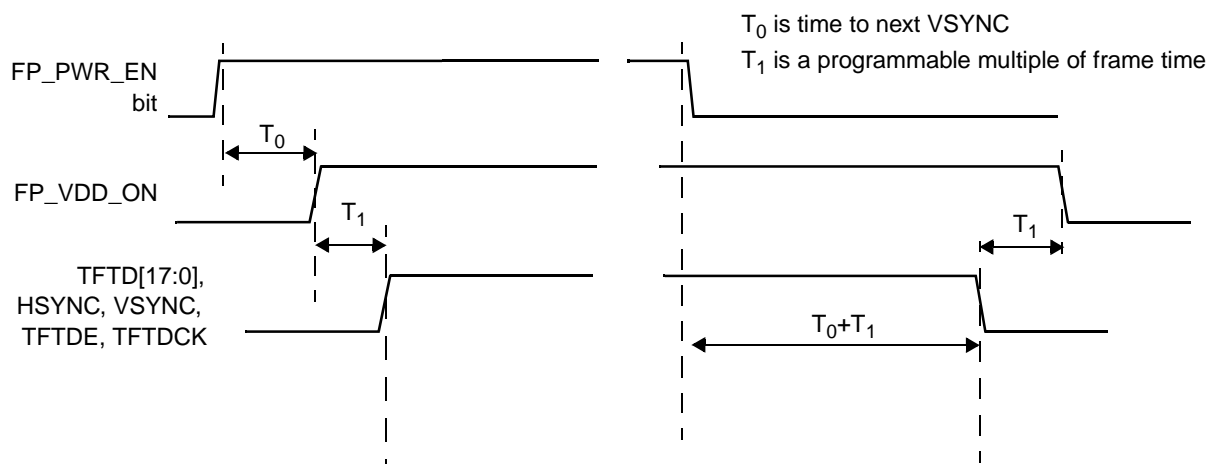 T₀ is time to next VSYNC
T₁ is a programmable multiple of frame time
FP_PWR_EN
bit
T₀
FP_VDD_ON
T₁
T₁
TFTD[17:0],
HSYNC, VSYNC,
TFTDE, TFTDCK
T₀+T₁